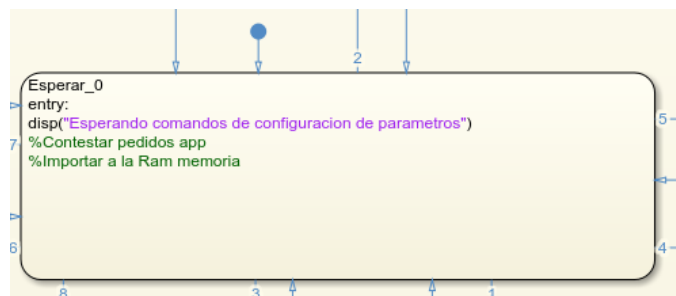 2
Esperar_0
entry:
disp("Esperando comandos de configuracion de parametros")
%Contestar pedidos app
%Importar a la Ram memoria
5
7
6
4
8
3
1